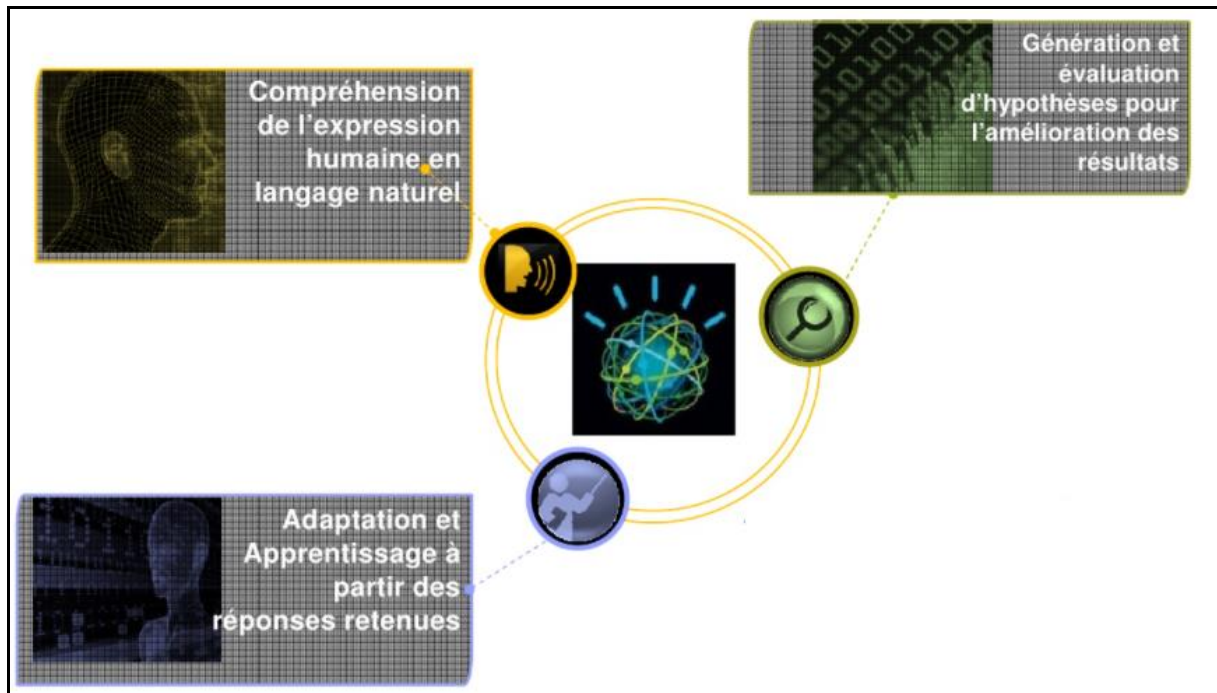 Compréhension
de l'expression
humaine en
langage naturel
Génération et
évaluation
d'hypothèses pour
l'amélioration des
résultats
Adaptation et
Apprentissage à
partir des
réponses retenues